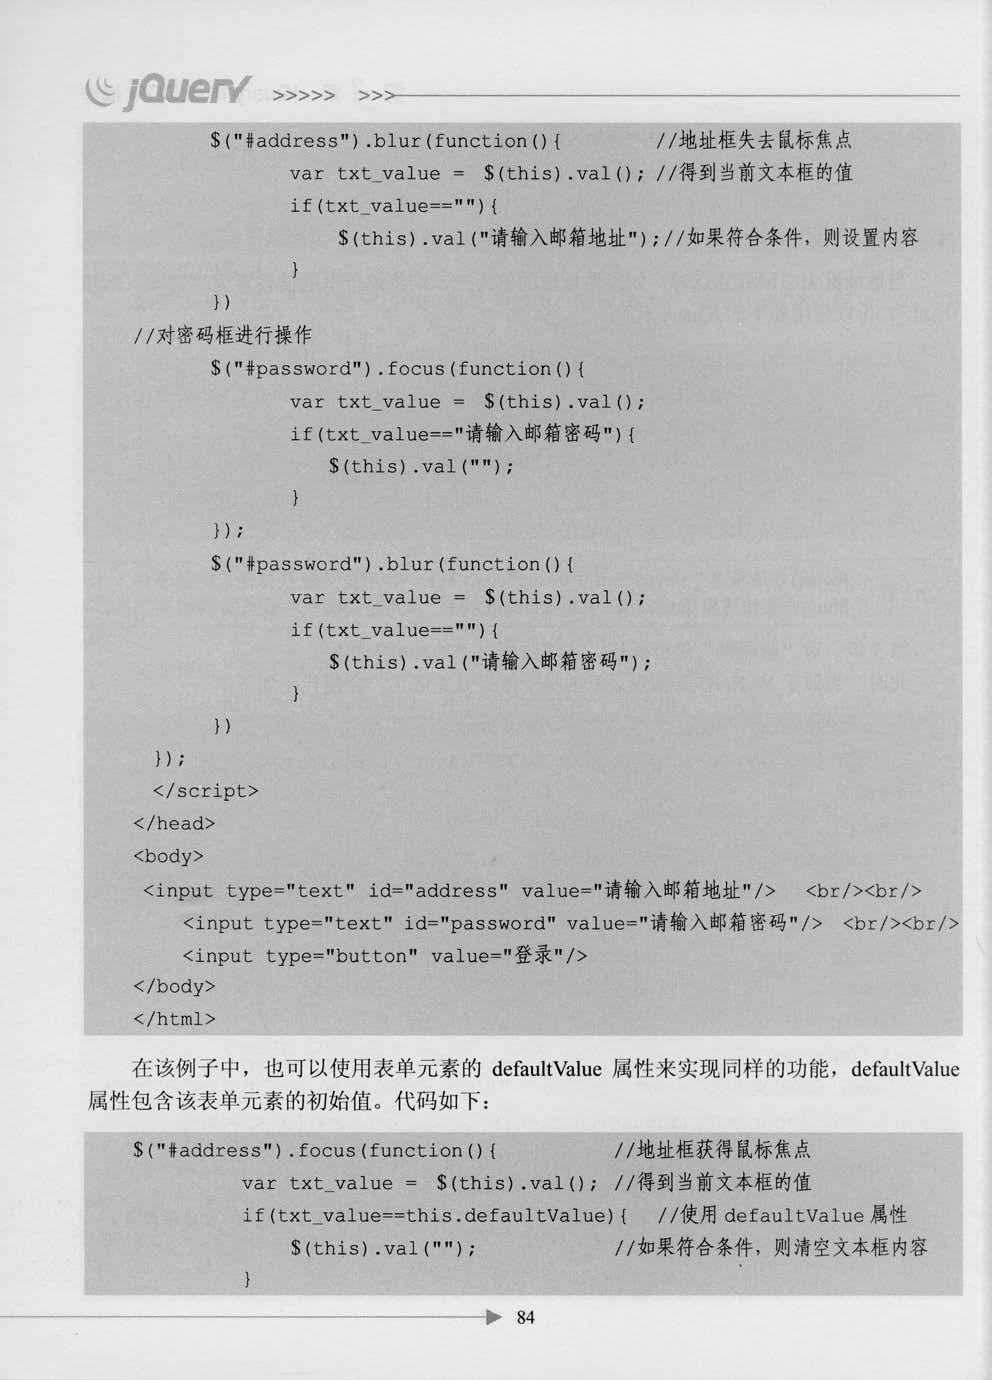 jQuery >>>>> >>>
$("#address").blur(function(){ //地址框失去鼠标焦点
var txt_value = $(this).val(); //得到当前文本框的值
if(txt_value==""){
$(this).val("请输入邮箱地址");//如果符合条件，则设置内容
}
})
//对密码框进行操作
$("#password").focus(function(){
var txt_value = $(this).val();
if(txt_value=="请输入邮箱密码"){
$(this).val("");
}
});
$("#password").blur(function(){
var txt_value = $(this).val();
if(txt_value==""){
$(this).val("请输入邮箱密码");
}
})
});
</script>
</head>
<body>
<input type="text" id="address" value="请输入邮箱地址"/> <br/><br/>
<input type="text" id="password" value="请输入邮箱密码"/> <br/><br/>
<input type="button" value="登录"/>
</body>
</html>
在该例子中，也可以使用表单元素的 defaultValue 属性来实现同样的功能，defaultValue
属性包含该表单元素的初始值。代码如下：
$("#address").focus(function(){ //地址框获得鼠标焦点
var txt_value = $(this).val(); //得到当前文本框的值
if(txt_value==this.defaultValue){ //使用 defaultValue 属性
$(this).val(""); //如果符合条件，则清空文本框内容
}
84